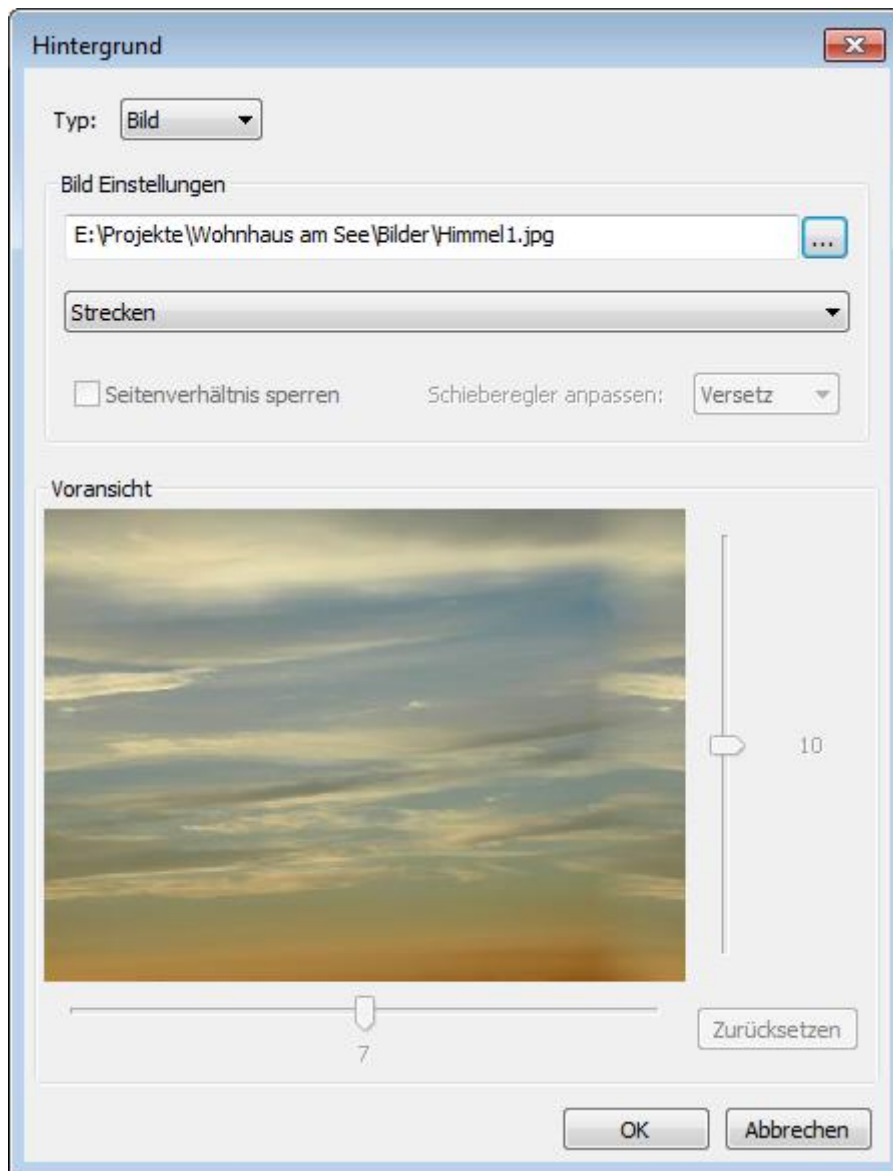 Hintergrund
Typ: Bild
Bild Einstellungen
E:\Projekte\Wohnhaus am See\Bilder\Himmel1.jpg
...
Strecken
Seitenverhältnis sperren Schieberegler anpassen: Versetz
Voransicht
10
7
Zurücksetzen
OK Abbrechen